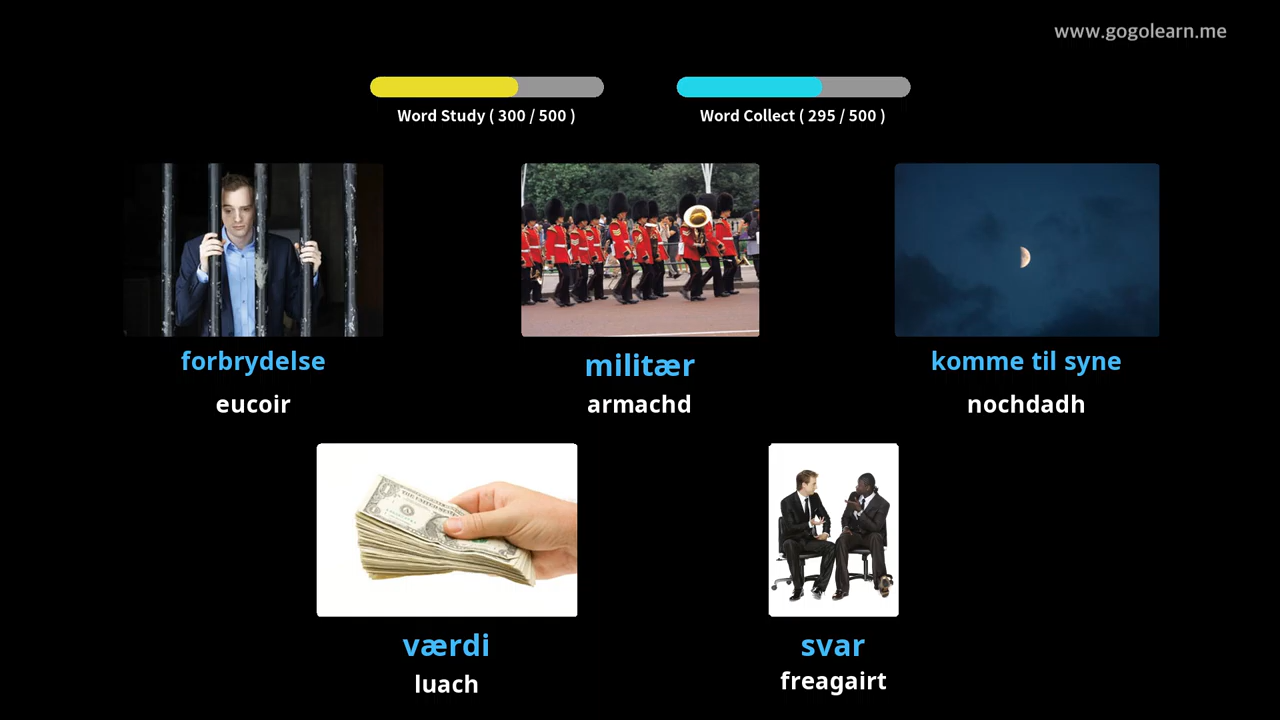 www.gogolearn.me
Word Study ( 300 / 500 )
Word Collect ( 295 / 500 )
forbrydelse
eucoir
militær
armachd
komme til syne
nochdadh
værdi
luach
svar
freagairt